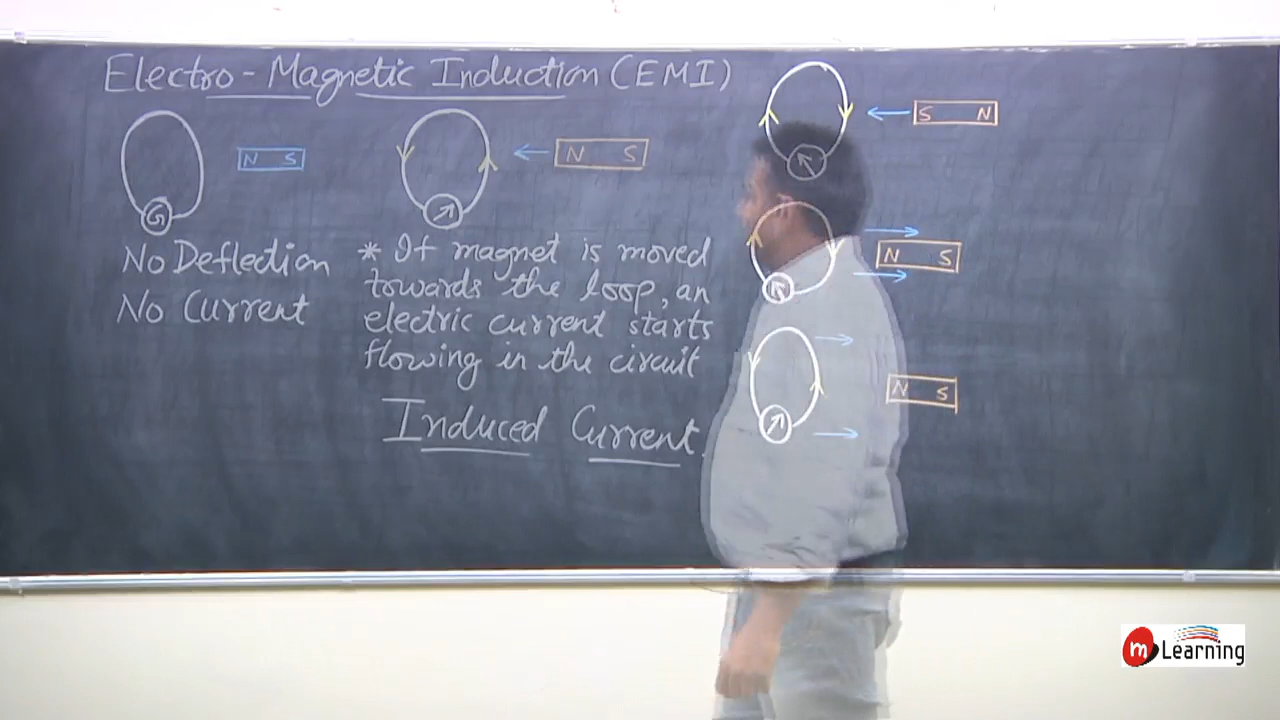 Electro-Magnetic Induction (EMI)
G
N S
N S
S N
N S
N S
No Deflection
No Current
* If magnet is moved
towards the loop, an
electric current starts
flowing in the circuit
Induced Current.
m Learning